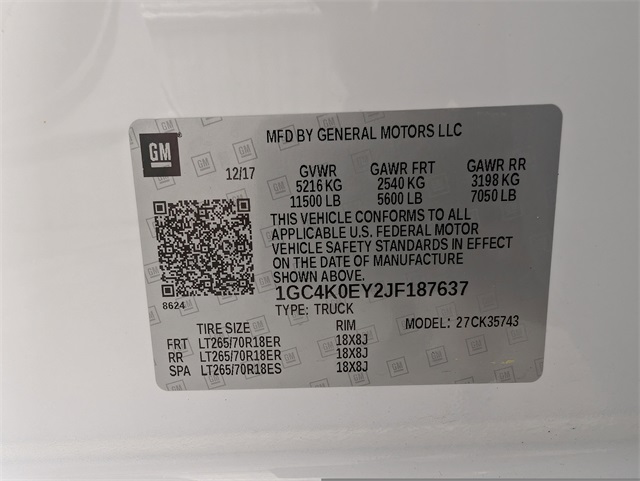 GM
MFD BY GENERAL MOTORS LLC
12/17 GVWR GAWR FRT GAWR RR
5216 KG 2540 KG 3198 KG
11500 LB 5600 LB 7050 LB
THIS VEHICLE CONFORMS TO ALL
APPLICABLE U.S. FEDERAL MOTOR
VEHICLE SAFETY STANDARDS IN EFFECT
ON THE DATE OF MANUFACTURE
SHOWN ABOVE.
8624
1GC4K0EY2JF187637
TYPE: TRUCK MODEL: 27CK35743
TIRE SIZE RIM
FRT LT265/70R18ER 18X8J
RR LT265/70R18ER 18X8J
SPA LT265/70R18ES 18X8J